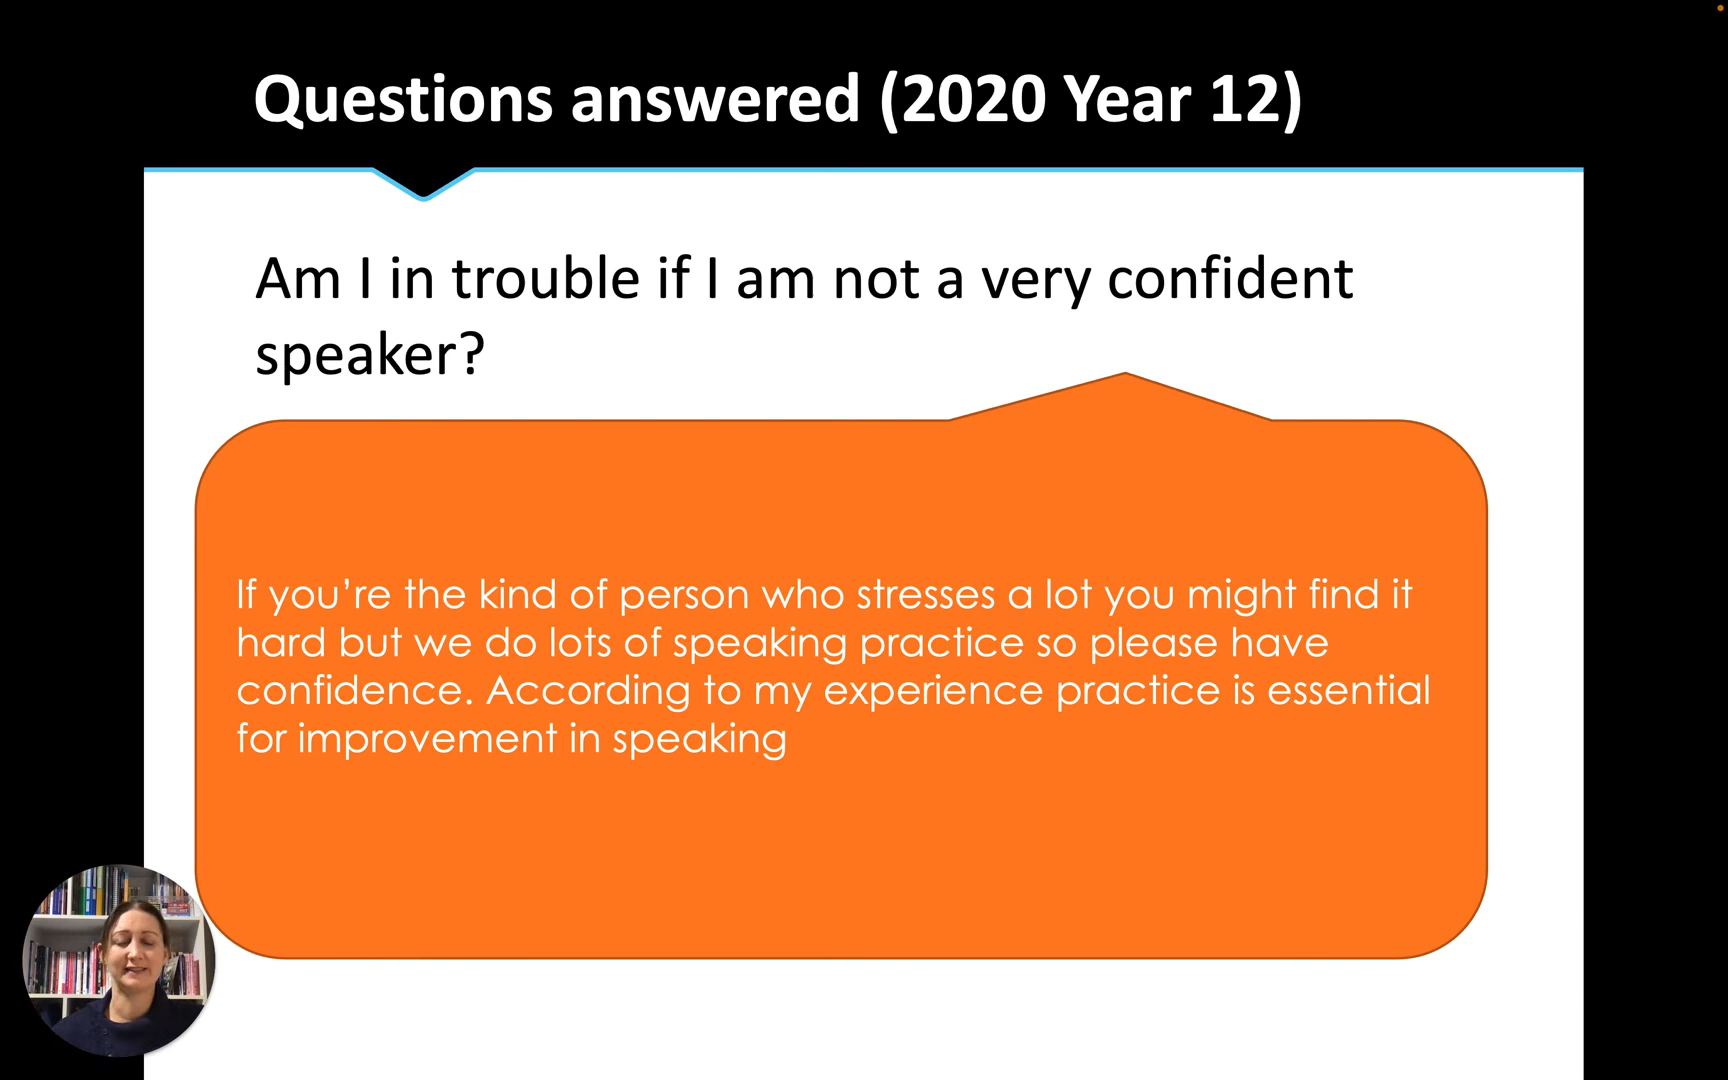 Questions answered (2020 Year 12)
Am I in trouble if I am not a very confident
speaker?
If you’re the kind of person who stresses a lot you might find it
hard but we do lots of speaking practice so please have
confidence. According to my experience practice is essential
for improvement in speaking